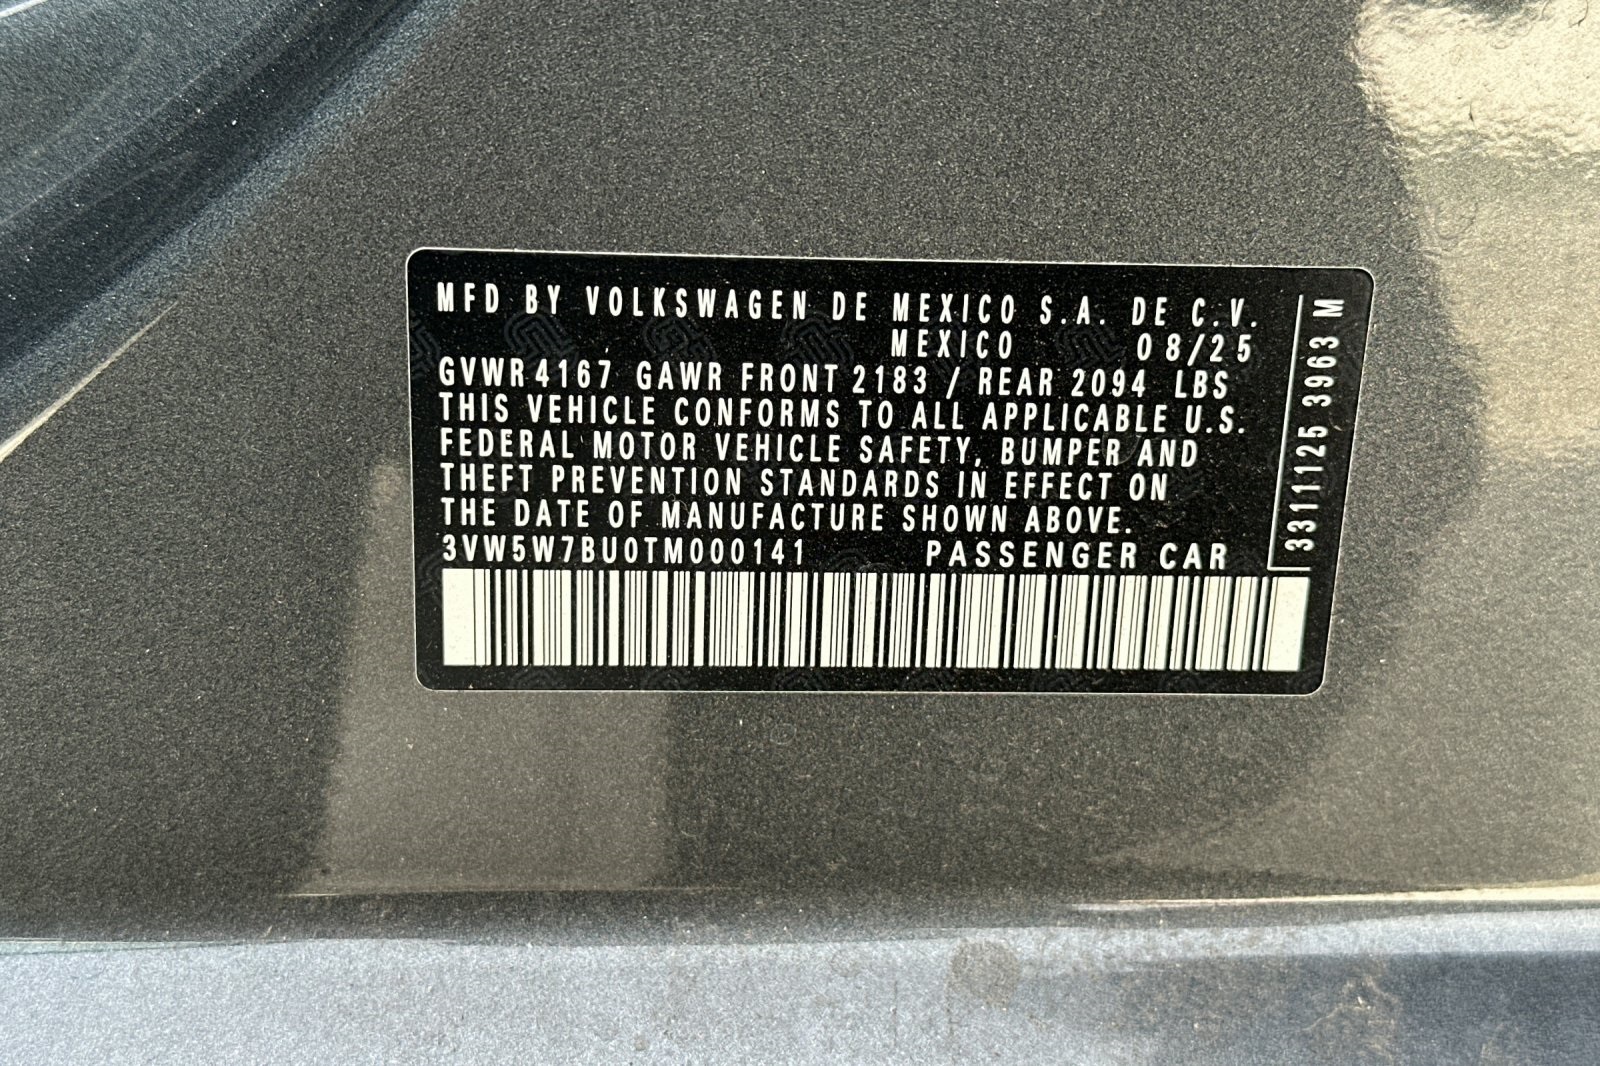 MFD BY VOLKSWAGEN DE MEXICO S.A. DE C.V.
MEXICO 08/25
GVWR 4167 GAWR FRONT 2183 / REAR 2094 LBS
THIS VEHICLE CONFORMS TO ALL APPLICABLE U.S.
FEDERAL MOTOR VEHICLE SAFETY, BUMPER AND
THEFT PREVENTION STANDARDS IN EFFECT ON
THE DATE OF MANUFACTURE SHOWN ABOVE.
3VW5W7BU0TM000141 PASSENGER CAR
3311125 3963 M